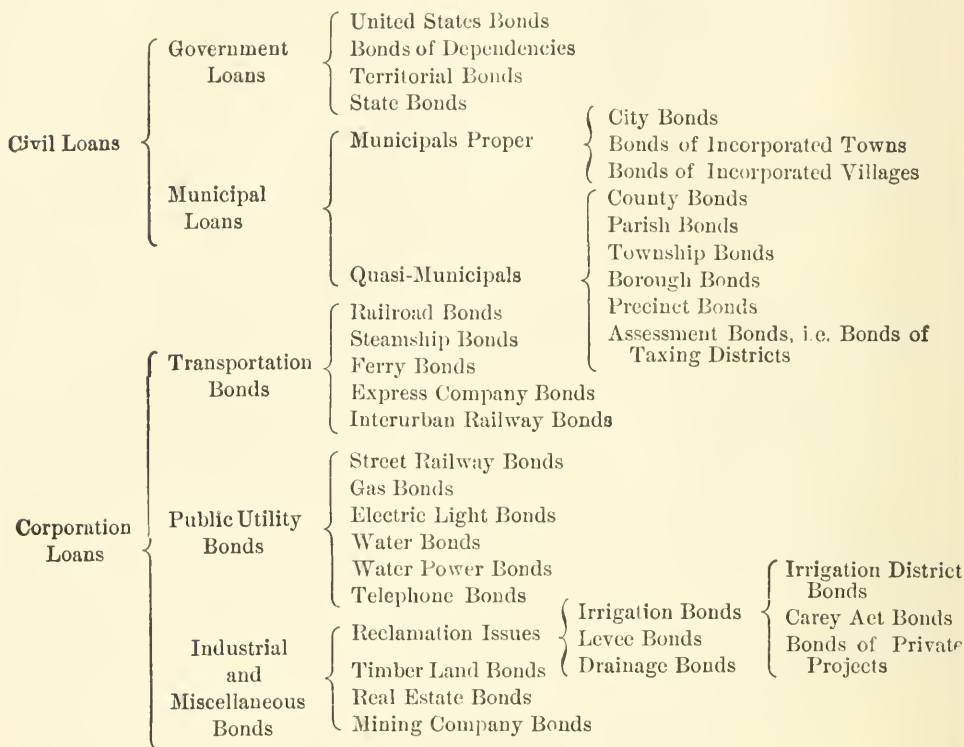 Civil Loans
Government
Loans
United States Bonds
Bonds of Dependencies
Territorial Bonds
State Bonds
Municipal
Loans
Municipals Proper
City Bonds
Bonds of Incorporated Towns
Bonds of Incorporated Villages
Quasi-Municipals
County Bonds
Parish Bonds
Township Bonds
Borough Bonds
Precinct Bonds
Assessment Bonds, i.e. Bonds of
Taxing Districts
Corporation
Loans
Transportation
Bonds
Railroad Bonds
Steamship Bonds
Ferry Bonds
Express Company Bonds
Interurban Railway Bonds
Public Utility
Bonds
Street Railway Bonds
Gas Bonds
Electric Light Bonds
Water Bonds
Water Power Bonds
Telephone Bonds
Industrial
and
Miscellaneous
Bonds
Reclamation Issues
Irrigation Bonds
Irrigation District
Bonds
Carey Act Bonds
Bonds of Private
Projects
Levee Bonds
Drainage Bonds
Timber Land Bonds
Real Estate Bonds
Mining Company Bonds